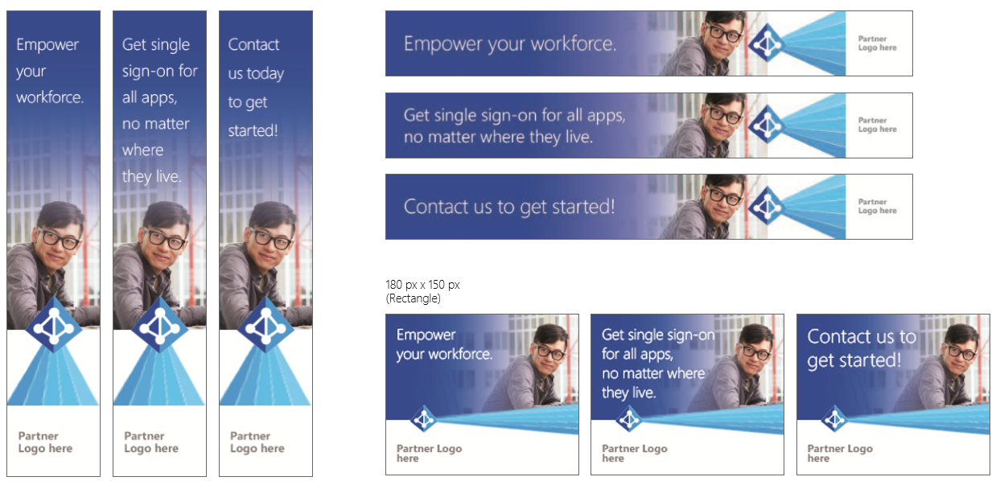 Empower
your
workforce.
Get single
sign-on for
all apps,
no matter
where
they live.
Contact
us today
to get
started!
Partner
Logo here
Partner
Logo here
Partner
Logo here
Empower your workforce.
Partner
Logo here
Get single sign-on for all apps,
no matter where they live.
Partner
Logo here
Contact us to get started!
Partner
Logo here
180 px x 150 px
(Rectangle)
Empower
your workforce.
Partner Logo
here
Get single sign-on
for all apps,
no matter where
they live.
Partner Logo
here
Contact us to
get started!
Partner Logo
here